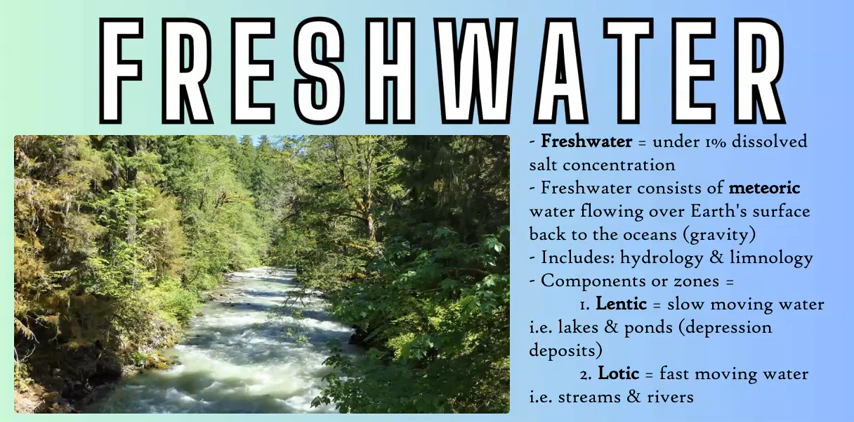 FRESHWATER
- Freshwater = under 1% dissolved
salt concentration
- Freshwater consists of meteoric
water flowing over Earth's surface
back to the oceans (gravity)
- Includes: hydrology & limnology
- Components or zones =
1. Lentic = slow moving water
i.e. lakes & ponds (depression
deposits)
2. Lotic = fast moving water
i.e. streams & rivers